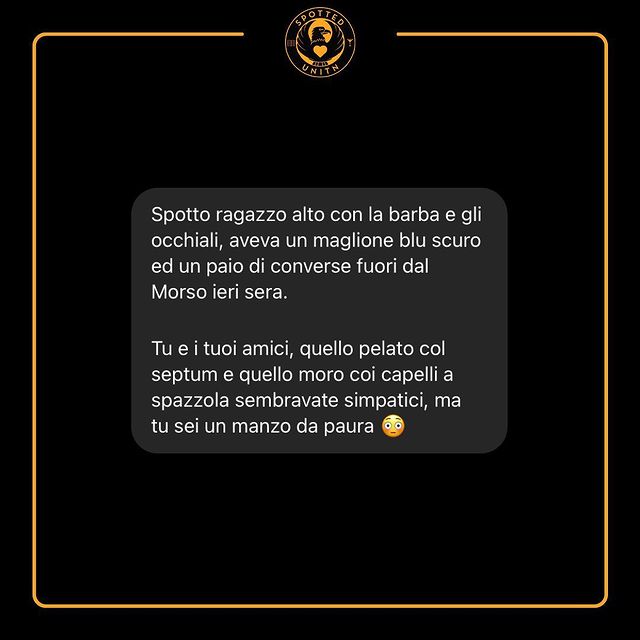 SPOTTED
UNITN
Spotto ragazzo alto con la barba e gli
occhiali, aveva un maglione blu scuro
ed un paio di converse fuori dal
Morso ieri sera.
Tu e i tuoi amici, quello pelato col
septum e quello moro coi capelli a
spazzola sembravate simpatici, ma
tu sei un manzo da paura 😳